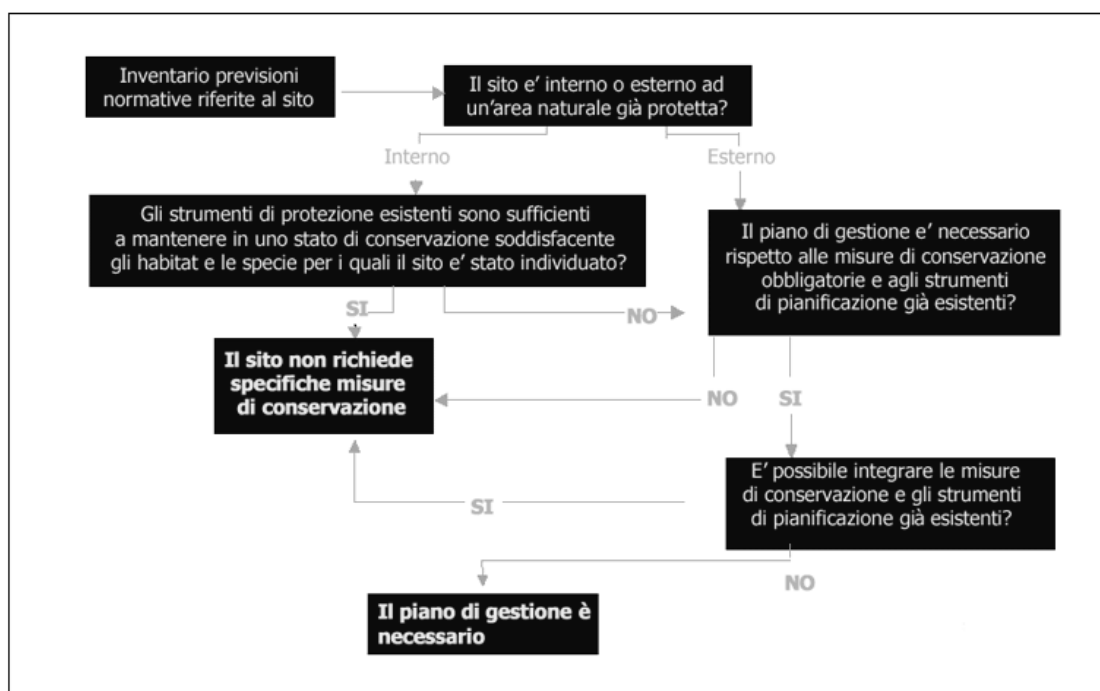 Inventario previsioni
normative riferite al sito
Il sito e' interno o esterno ad
un'area naturale già protetta?
Interno
Esterno
Gli strumenti di protezione esistenti sono sufficienti
a mantenere in uno stato di conservazione soddisfacente
gli habitat e le specie per i quali il sito e' stato individuato?
Il piano di gestione e' necessario
rispetto alle misure di conservazione
obbligatorie e agli strumenti
di pianificazione già esistenti?
SI
NO
Il sito non richiede
specifiche misure
di conservazione
NO
SI
E' possibile integrare le misure
di conservazione e gli strumenti
di pianificazione già esistenti?
SI
NO
Il piano di gestione è
necessario